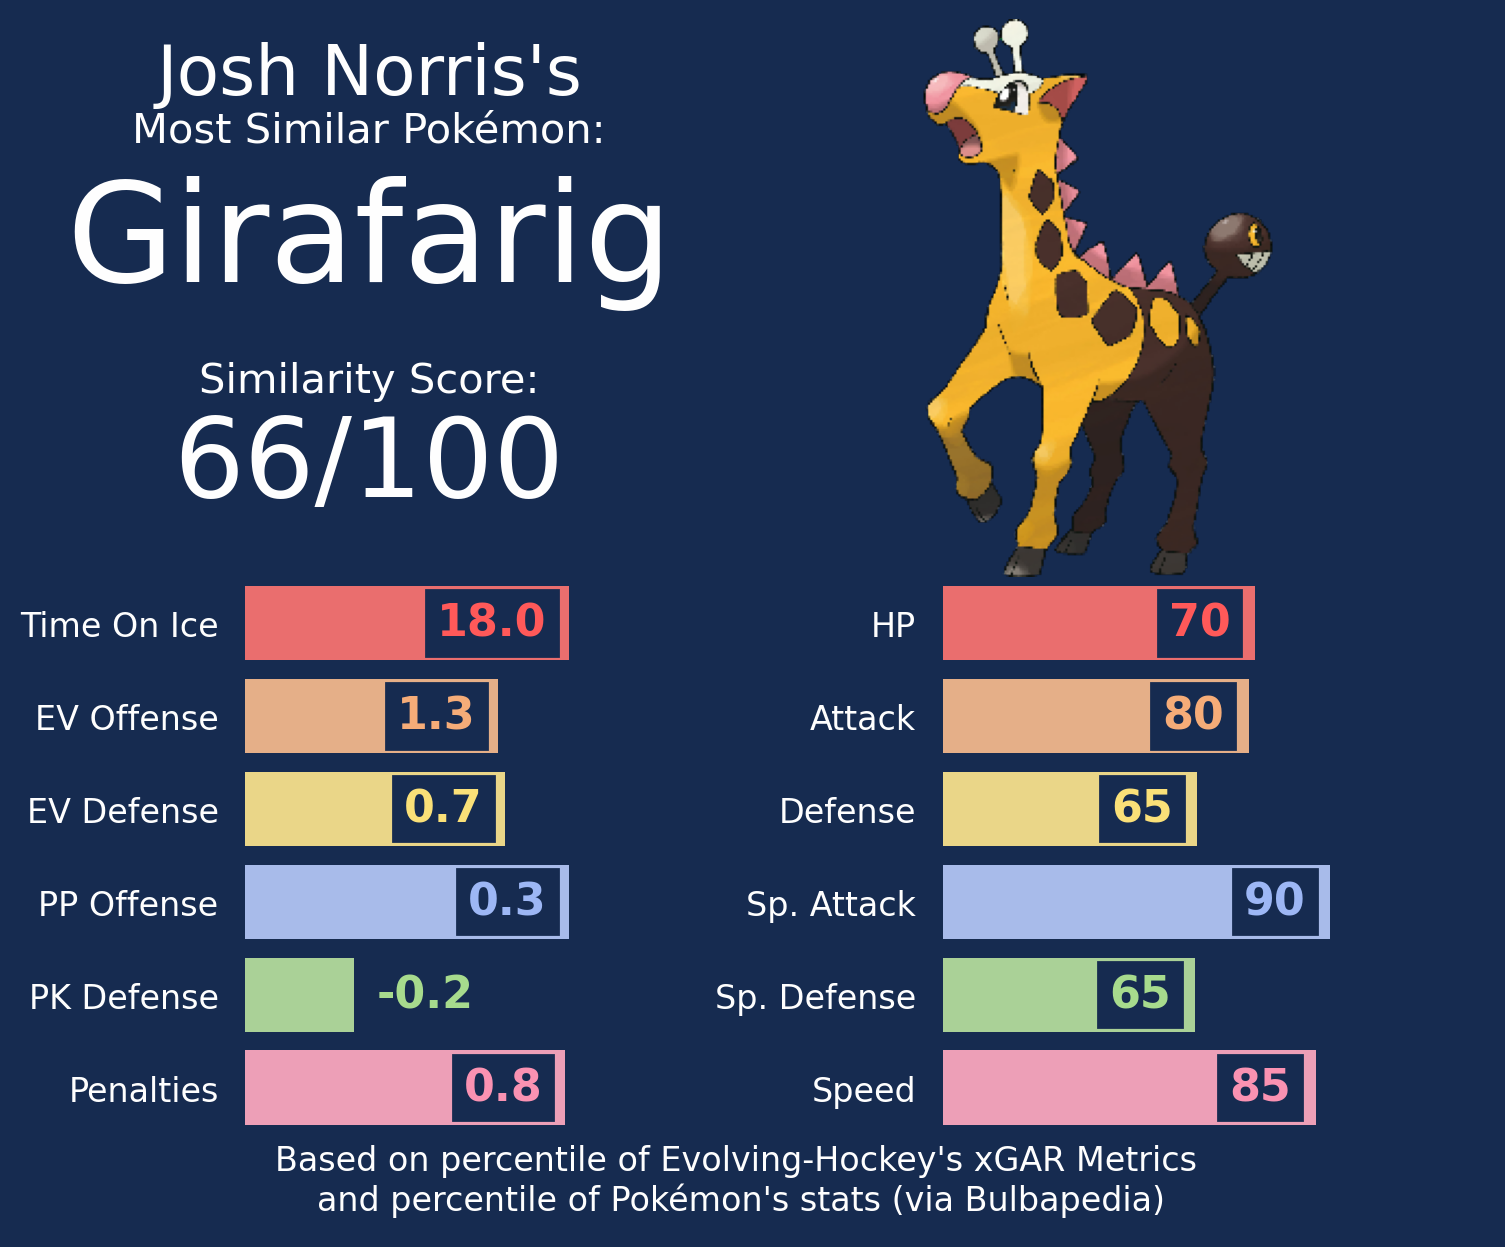 Josh Norris's
Most Similar Pokémon:
Girafarig
Similarity Score:
66/100
Time On Ice 18.0
EV Offense 1.3
EV Defense 0.7
PP Offense 0.3
PK Defense -0.2
Penalties 0.8
HP 70
Attack 80
Defense 65
Sp. Attack 90
Sp. Defense 65
Speed 85
Based on percentile of Evolving-Hockey's xGAR Metrics
and percentile of Pokémon's stats (via Bulbapedia)